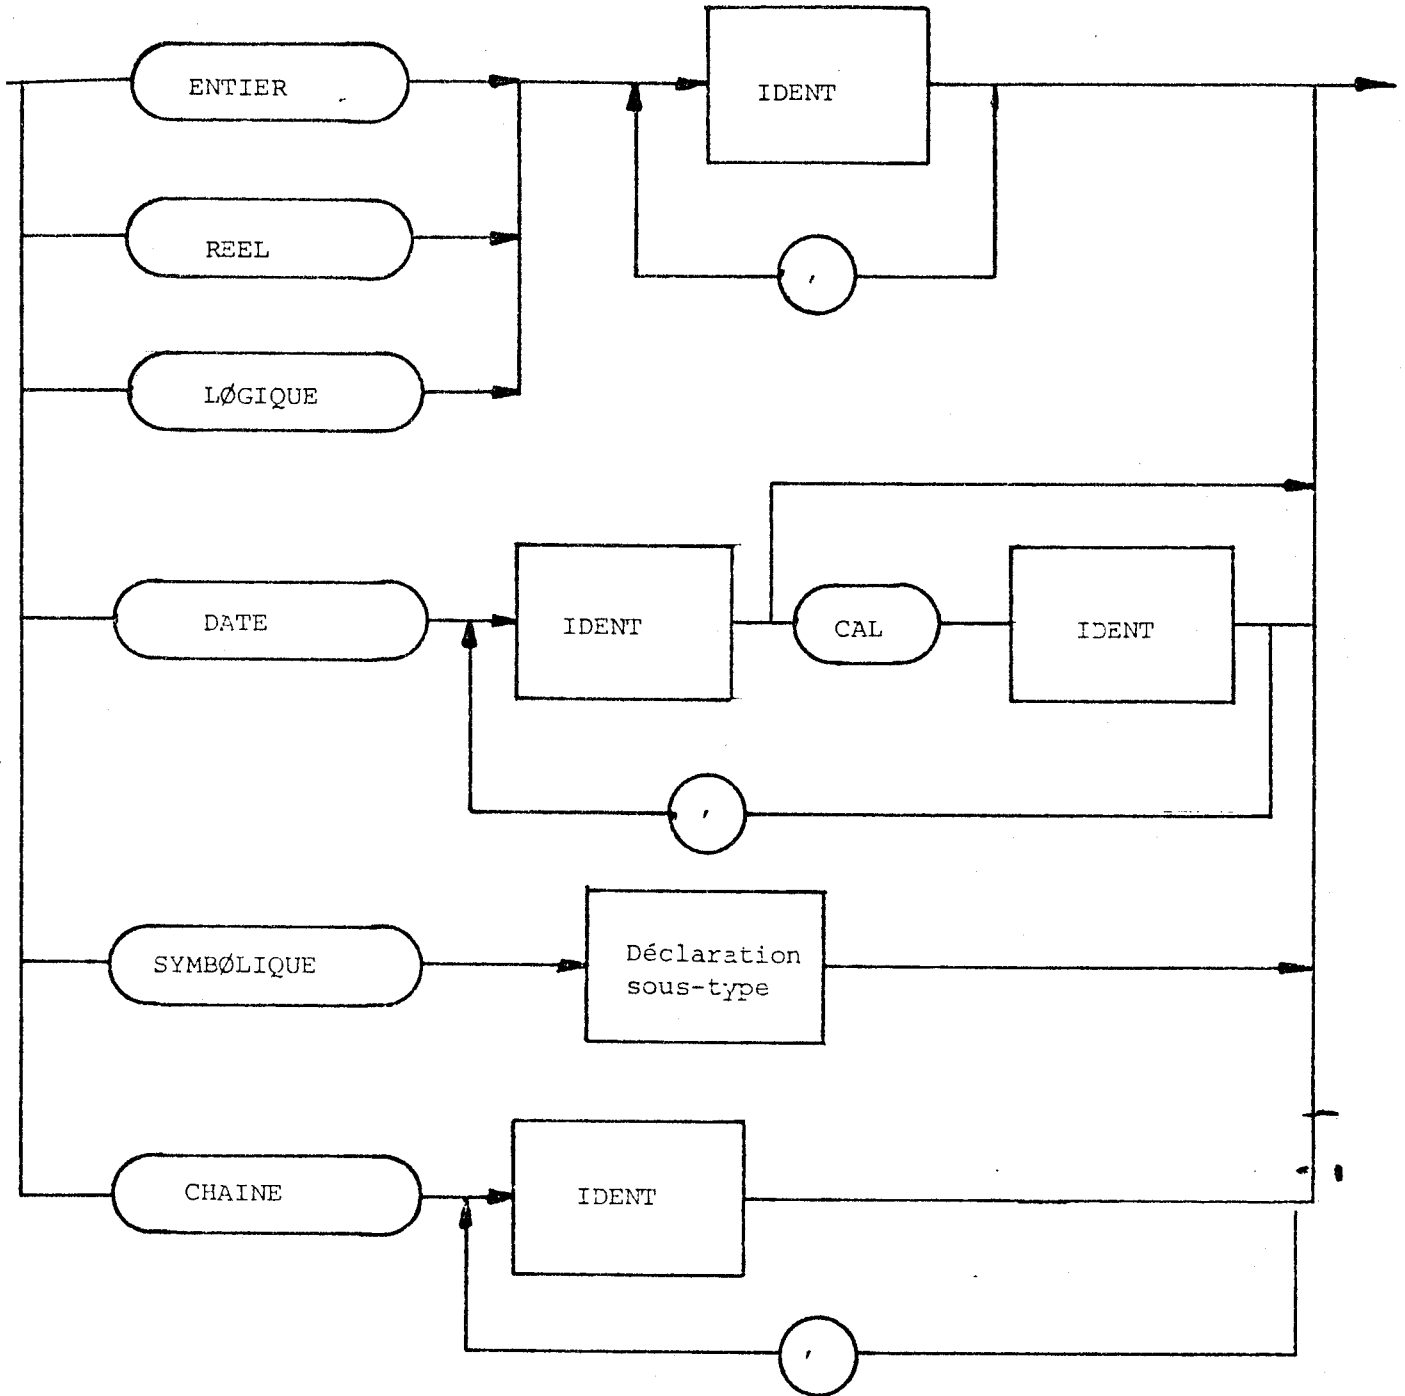 ENTIER
IDENT
REEL
,
LØGIQUE
DATE
IDENT
CAL
IDENT
,
SYMBØLIQUE
Déclaration
sous-type
CHAINE
IDENT
,